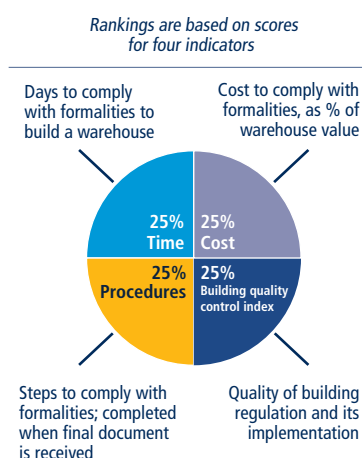 Rankings are based on scores
for four indicators
Days to comply
with formalities to
build a warehouse
Cost to comply with
formalities, as % of
warehouse value
25%
Time
25%
Cost
25%
Procedures
25%
Building quality
control index
Steps to comply with
formalities; completed
when final document
is received
Quality of building
regulation and its
implementation